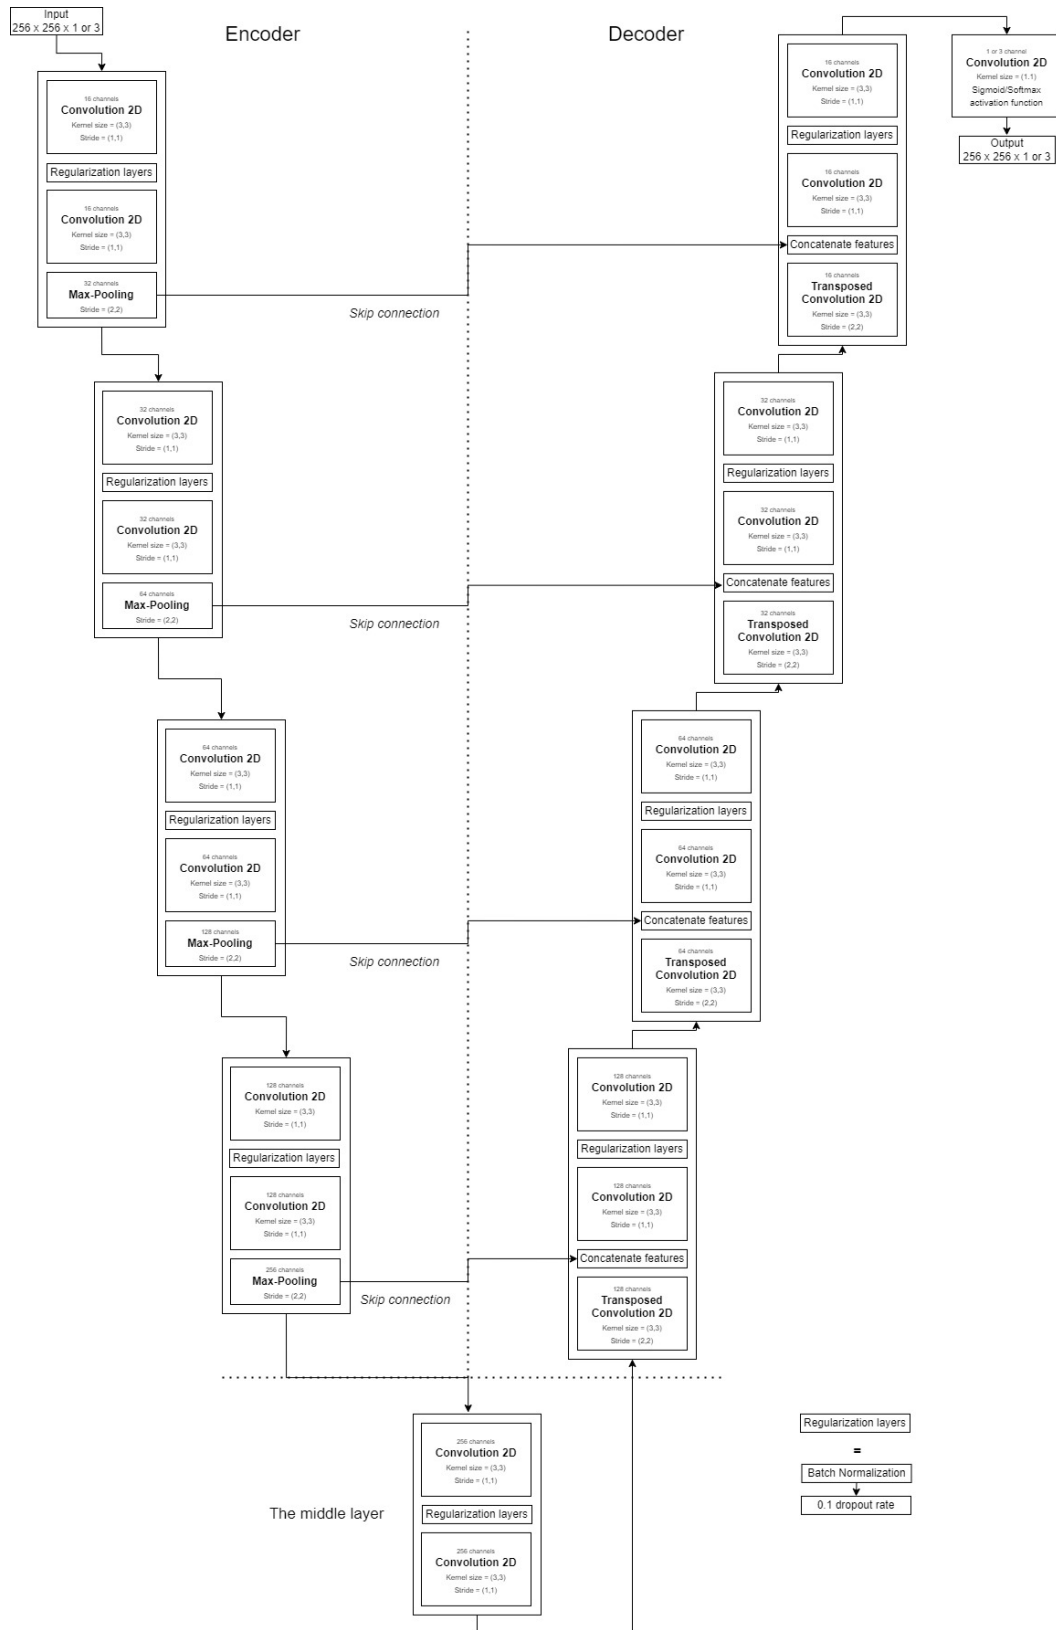 Input
256 x 256 x 1 or 3
Encoder
16 channels
Convolution 2D
Kernel size = (3,3)
Stride = (1,1)
Regularization layers
16 channels
Convolution 2D
Kernel size = (3,3)
Stride = (1,1)
32 channels
Max-Pooling
Stride = (2,2)
Skip connection
32 channels
Convolution 2D
Kernel size = (3,3)
Stride = (1,1)
Regularization layers
32 channels
Convolution 2D
Kernel size = (3,3)
Stride = (1,1)
64 channels
Max-Pooling
Stride = (2,2)
Skip connection
64 channels
Convolution 2D
Kernel size = (3,3)
Stride = (1,1)
Regularization layers
64 channels
Convolution 2D
Kernel size = (3,3)
Stride = (1,1)
128 channels
Max-Pooling
Stride = (2,2)
Skip connection
128 channels
Convolution 2D
Kernel size = (3,3)
Stride = (1,1)
Regularization layers
128 channels
Convolution 2D
Kernel size = (3,3)
Stride = (1,1)
256 channels
Max-Pooling
Stride = (2,2)
Skip connection
The middle layer
256 channels
Convolution 2D
Kernel size = (3,3)
Stride = (1,1)
Regularization layers
256 channels
Convolution 2D
Kernel size = (3,3)
Stride = (1,1)
Decoder
16 channels
Convolution 2D
Kernel size = (3,3)
Stride = (1,1)
Regularization layers
16 channels
Convolution 2D
Kernel size = (3,3)
Stride = (1,1)
Concatenate features
16 channels
Transposed
Convolution 2D
Kernel size = (3,3)
Stride = (2,2)
32 channels
Convolution 2D
Kernel size = (3,3)
Stride = (1,1)
Regularization layers
32 channels
Convolution 2D
Kernel size = (3,3)
Stride = (1,1)
Concatenate features
32 channels
Transposed
Convolution 2D
Kernel size = (3,3)
Stride = (2,2)
64 channels
Convolution 2D
Kernel size = (3,3)
Stride = (1,1)
Regularization layers
64 channels
Convolution 2D
Kernel size = (3,3)
Stride = (1,1)
Concatenate features
64 channels
Transposed
Convolution 2D
Kernel size = (3,3)
Stride = (2,2)
128 channels
Convolution 2D
Kernel size = (3,3)
Stride = (1,1)
Regularization layers
128 channels
Convolution 2D
Kernel size = (3,3)
Stride = (1,1)
Concatenate features
128 channels
Transposed
Convolution 2D
Kernel size = (3,3)
Stride = (2,2)
1 or 3 channel
Convolution 2D
Kernel size = (1.1)
Sigmoid/Softmax
activation function
Output
256 x 256 x 1 or 3
Regularization layers
=
Batch Normalization
0.1 dropout rate